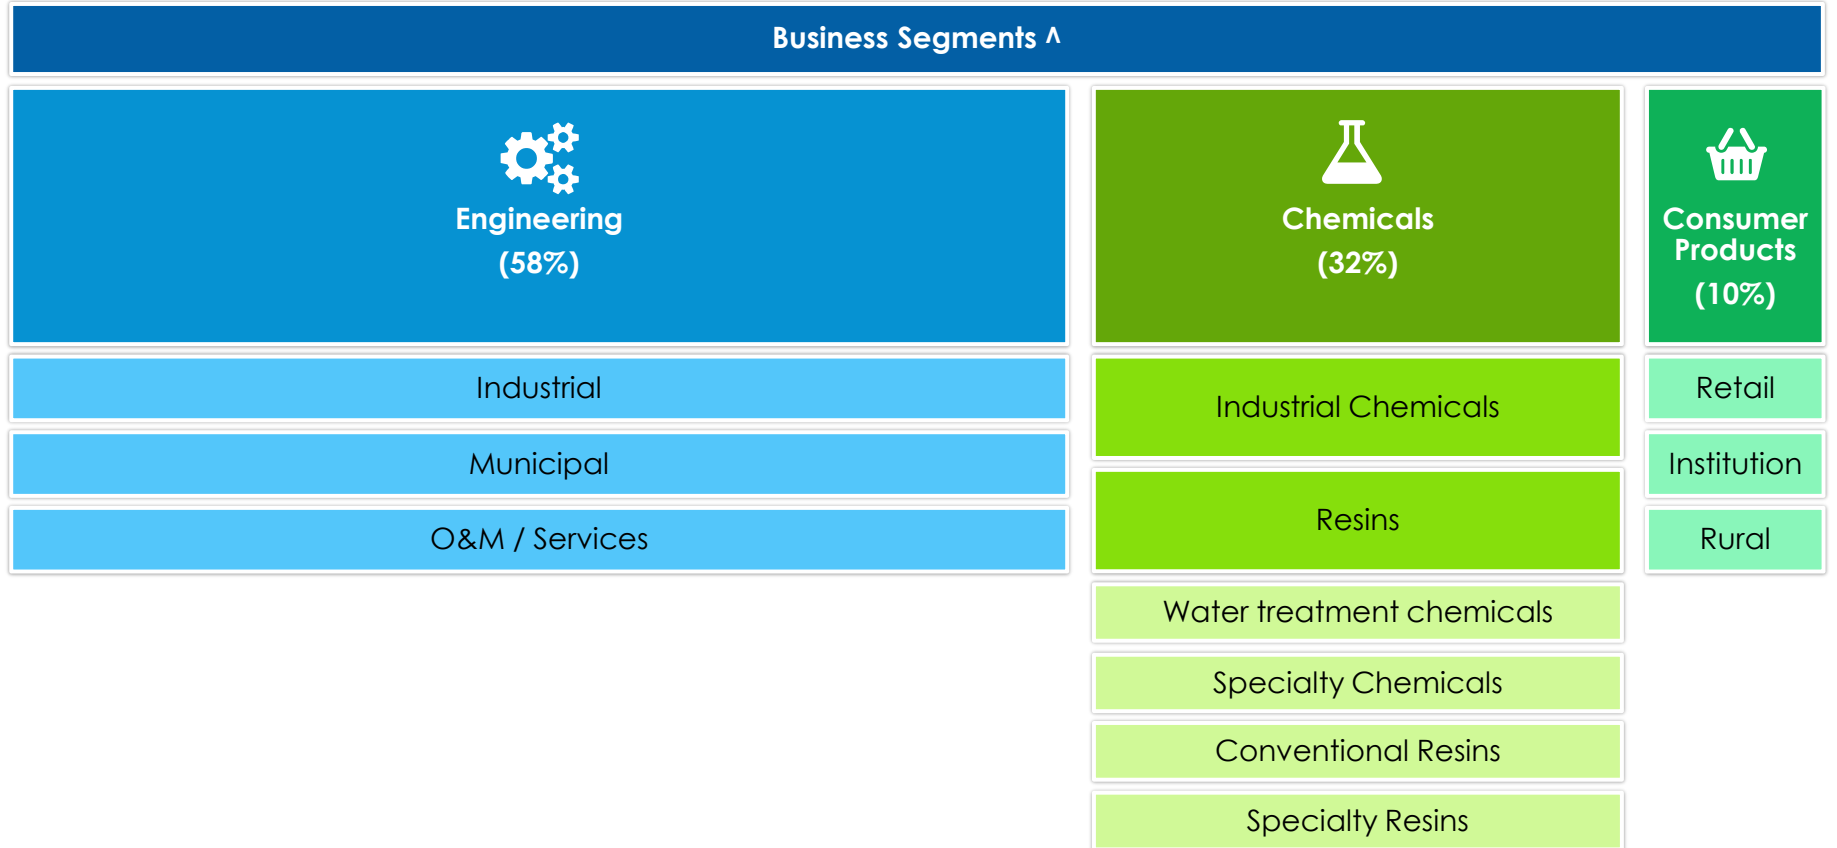 Business Segments ^
Engineering
(58%)
Industrial
Municipal
O&M / Services
Chemicals
(32%)
Industrial Chemicals
Resins
Water treatment chemicals
Specialty Chemicals
Conventional Resins
Specialty Resins
Consumer
Products
(10%)
Retail
Institution
Rural